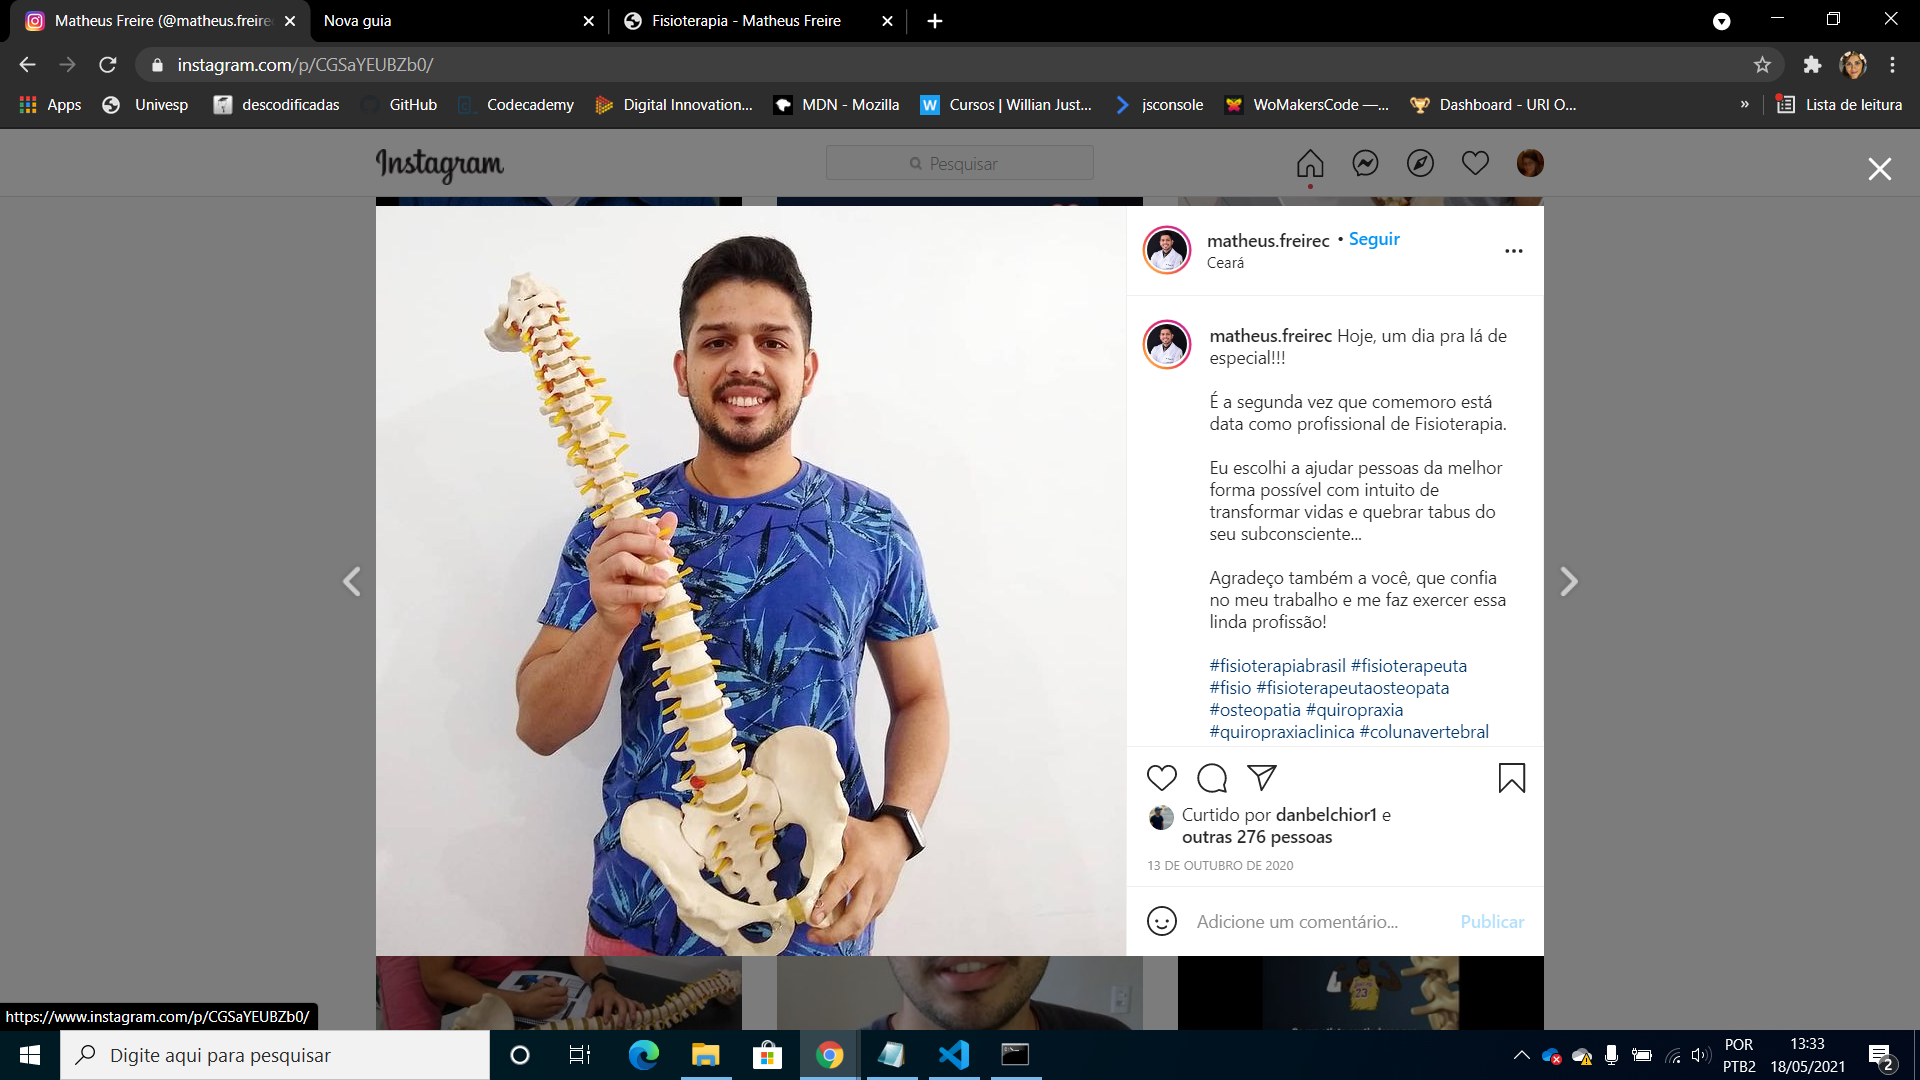 Matheus Freire (@matheus.freirec
Nova guia
Fisioterapia - Matheus Freire
instagram.com/p/CGSaYEUBZb0/
Apps
Univesp
descodificadas
GitHub
Codecademy
Digital Innovation...
MDN - Mozilla
W
Cursos | Willian Just...
jsconsole
WoMakersCode —...
Dashboard - URI O...
»
Lista de leitura
Instagram
Pesquisar
matheus.freirec • Seguir
Ceará
matheus.freirec Hoje, um dia pra lá de
especial!!!
É a segunda vez que comemoro está
data como profissional de Fisioterapia.
Eu escolhi a ajudar pessoas da melhor
forma possível com intuito de
transformar vidas e quebrar tabus do
seu subconsciente...
Agradeço também a você, que confia
no meu trabalho e me faz exercer essa
linda profissão!
#fisioterapiabrasil #fisioterapeuta
#fisio #fisioterapeutaosteopata
#osteopatia #quiropraxia
#quiropraxiaclinica #colunavertebral
Curtido por danbelchior1 e
outras 276 pessoas
13 DE OUTUBRO DE 2020
Adicione um comentário...
Publicar
23
https://www.instagram.com/p/CGSaYEUBZb0/
Digite aqui para pesquisar
POR
PTB2
13:33
18/05/2021
2